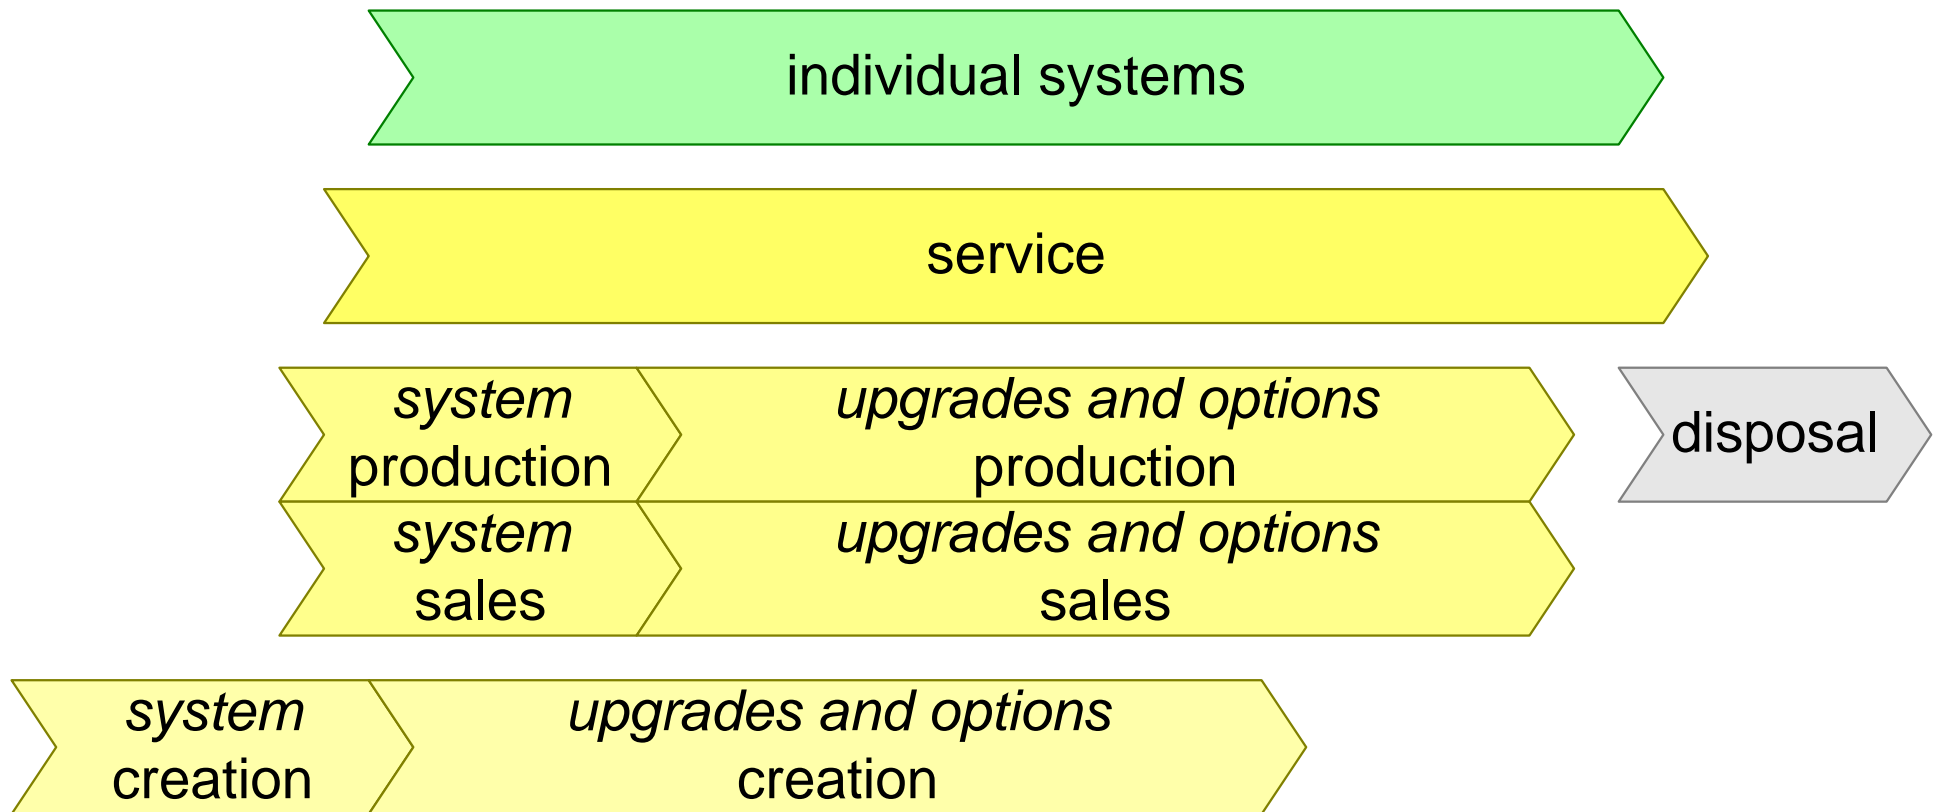 individual systems
service
system
production
upgrades and options
production
disposal
system
sales
upgrades and options
sales
system
creation
upgrades and options
creation